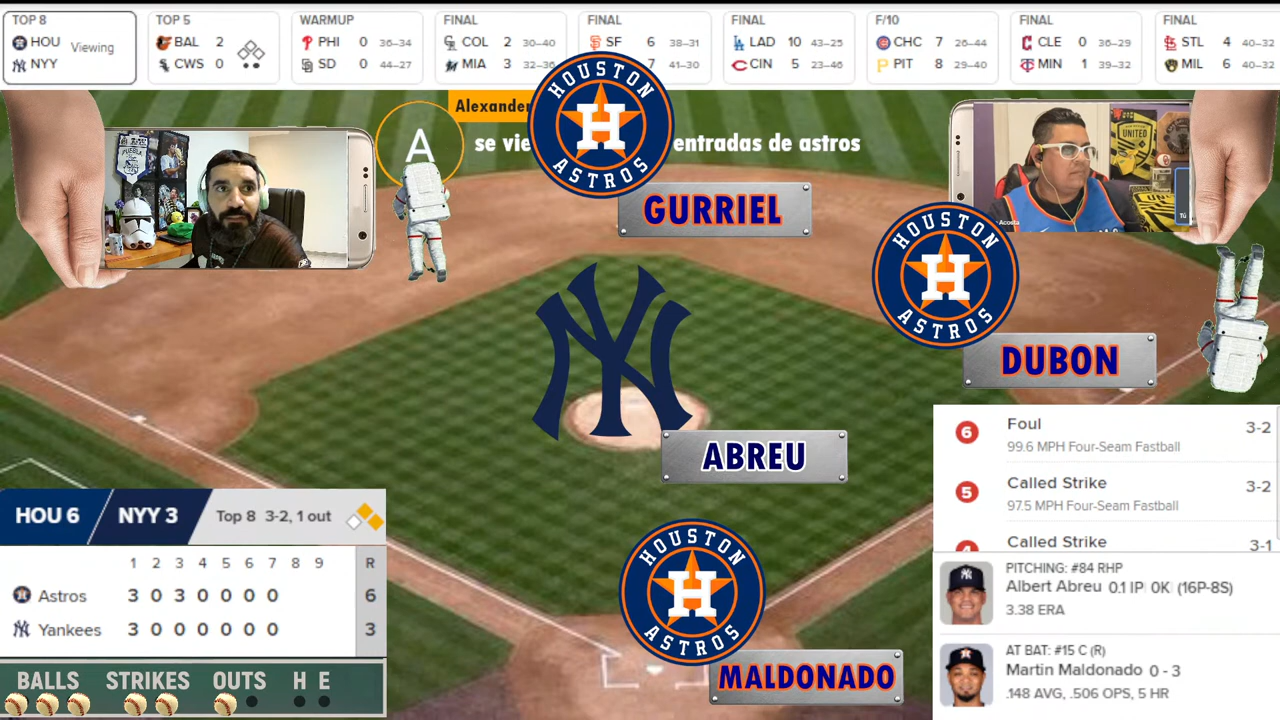 TOP 8
HOU Viewing
NYY
TOP 5
BAL 2
CWS 0
WARMUP
PHI 0 36-34
SD 0 44-27
FINAL
COL 2 30-40
MIA 3 32-36
FINAL
SF 6 38-31
7 41-30
FINAL
LAD 10 43-25
CIN 5 23-46
F/10
CHC 7 26-44
PIT 8 29-40
FINAL
CLE 0 36-29
MIN 1 39-32
FINAL
STL 4 40-32
MIL 6 40-32
Alexander
A
se vie entradas de astros
HOUSTON
H
ASTROS
GURRIEL
UNITED
Acosta
Tú
PUEBLA
HOUSTON
H
ASTROS
DUBON
NY
ABREU
6 Foul 3-2
99.6 MPH Four-Seam Fastball
5 Called Strike 3-2
97.5 MPH Four-Seam Fastball
4 Called Strike 3-1
HOU 6 NYY 3 Top 8 3-2, 1 out
1 2 3 4 5 6 7 8 9 R
Astros 3 0 3 0 0 0 0 6
Yankees 3 0 0 0 0 0 0 3
BALLS STRIKES OUTS H E
HOUSTON
H
ASTROS
MALDONADO
PITCHING: #84 RHP
Albert Abreu 0.1 IP 0K (16P-8S)
3.38 ERA
AT BAT: #15 C (R)
Martin Maldonado 0 - 3
.148 AVG, .506 OPS, 5 HR